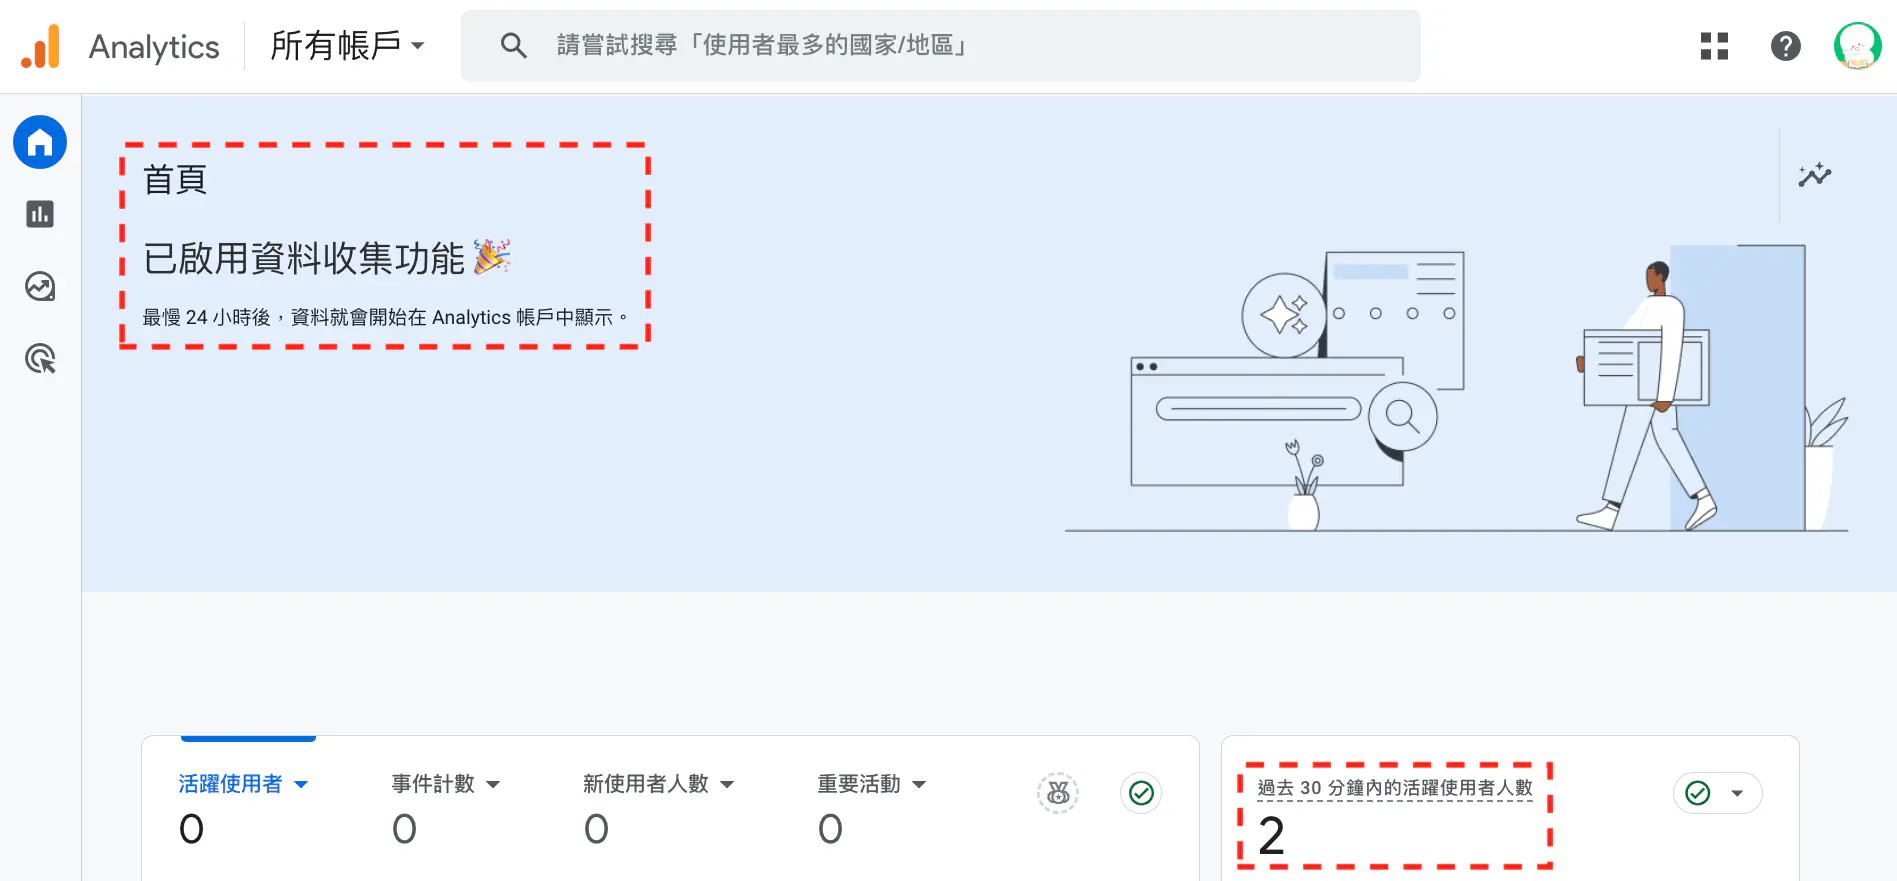 Analytics
所有帳戶
請嘗試搜尋「使用者最多的國家/地區」
首頁
已啟用資料收集功能🎉
最慢 24 小時後，資料就會開始在 Analytics 帳戶中顯示。
活躍使用者
事件計數
新使用者人數
重要活動
0
0
0
0
過去 30 分鐘內的活躍使用者人數
2